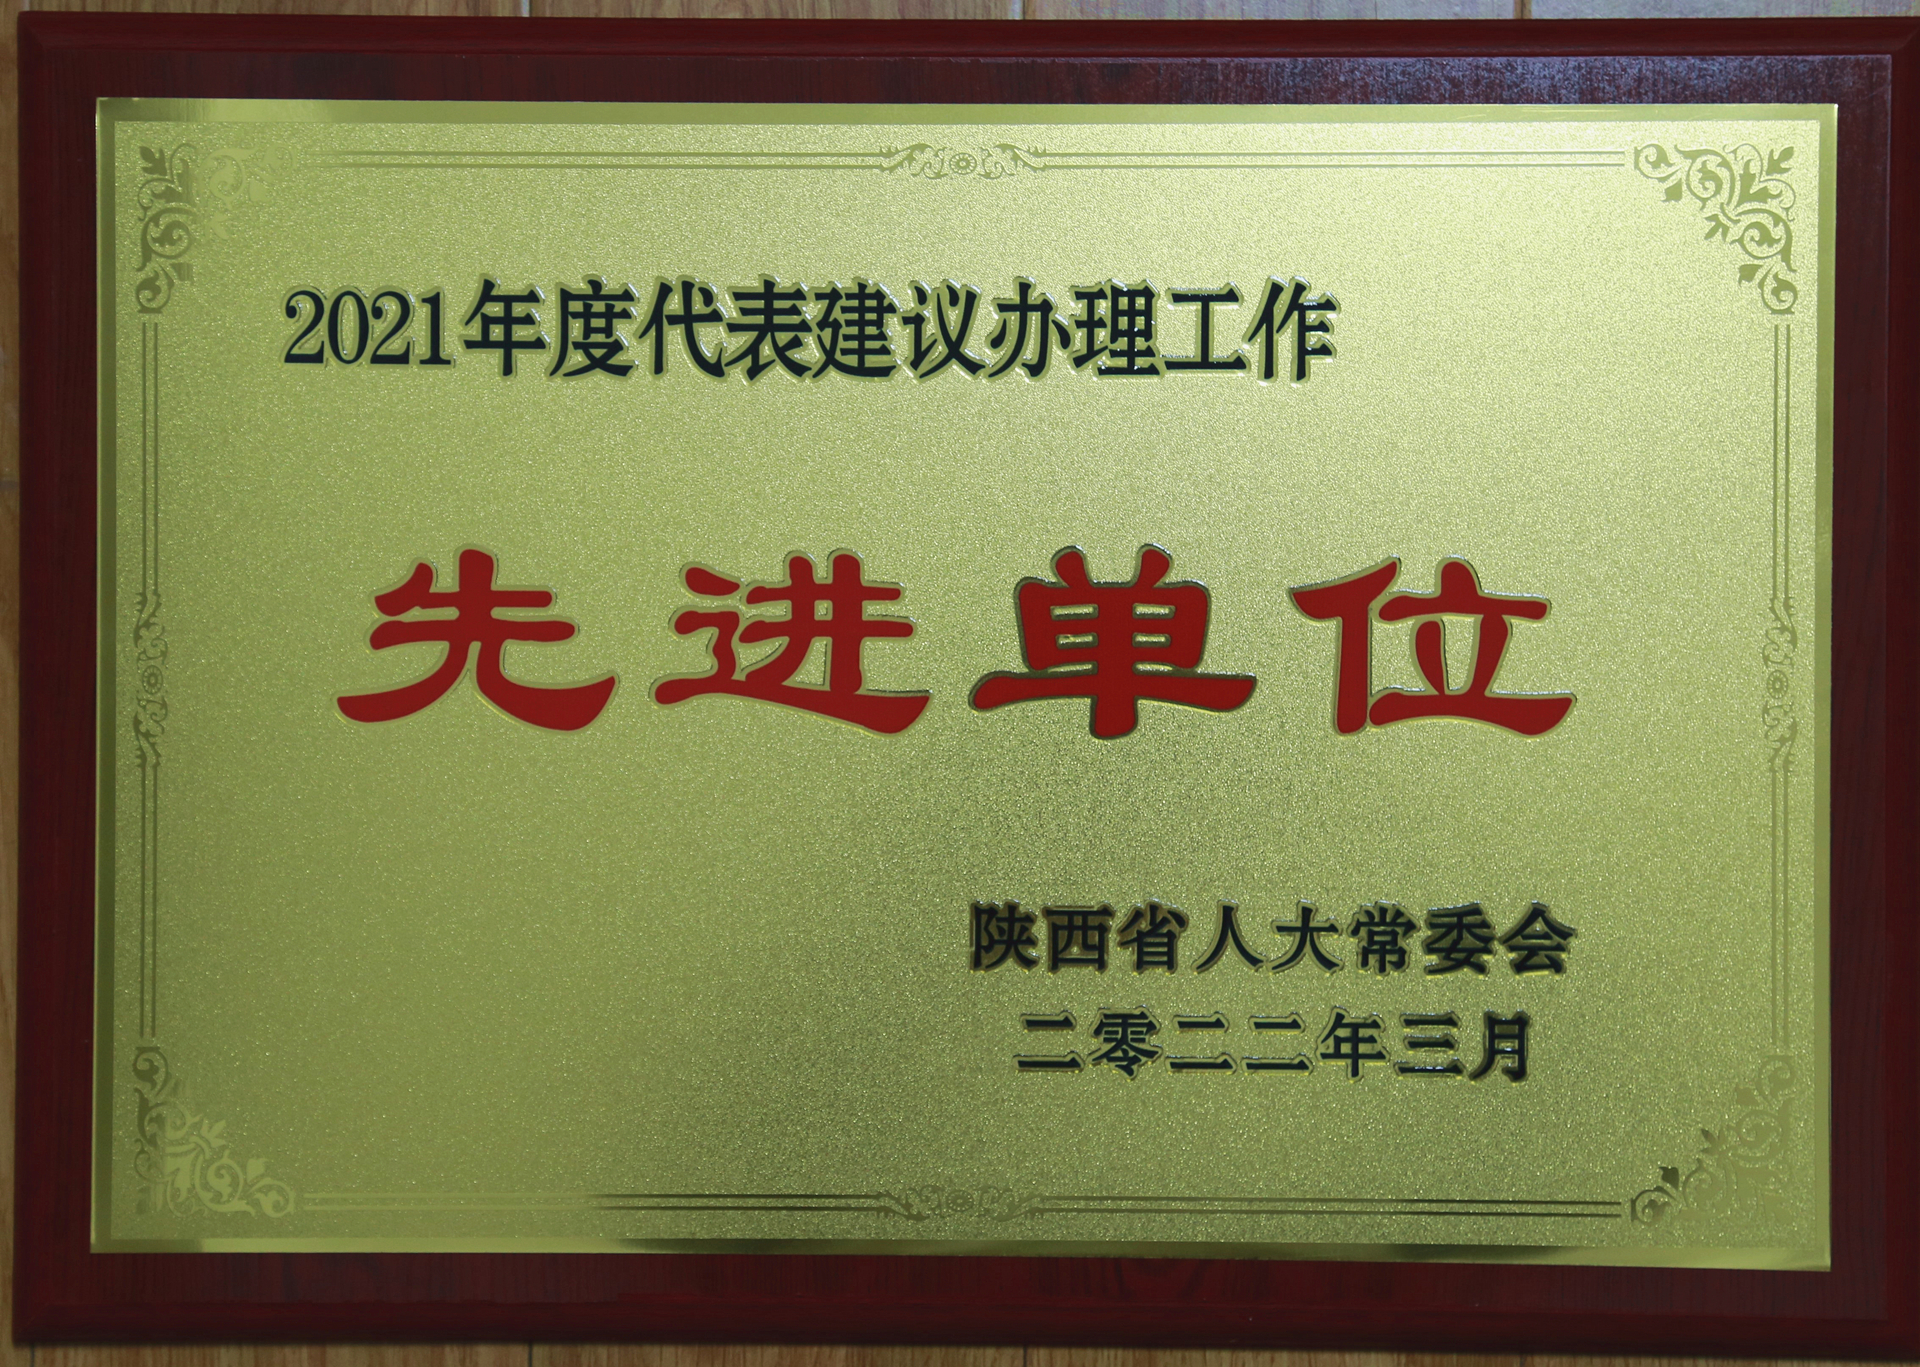 2021年度代表建议办理工作
先进单位
陕西省人大常委会
二零二二年三月